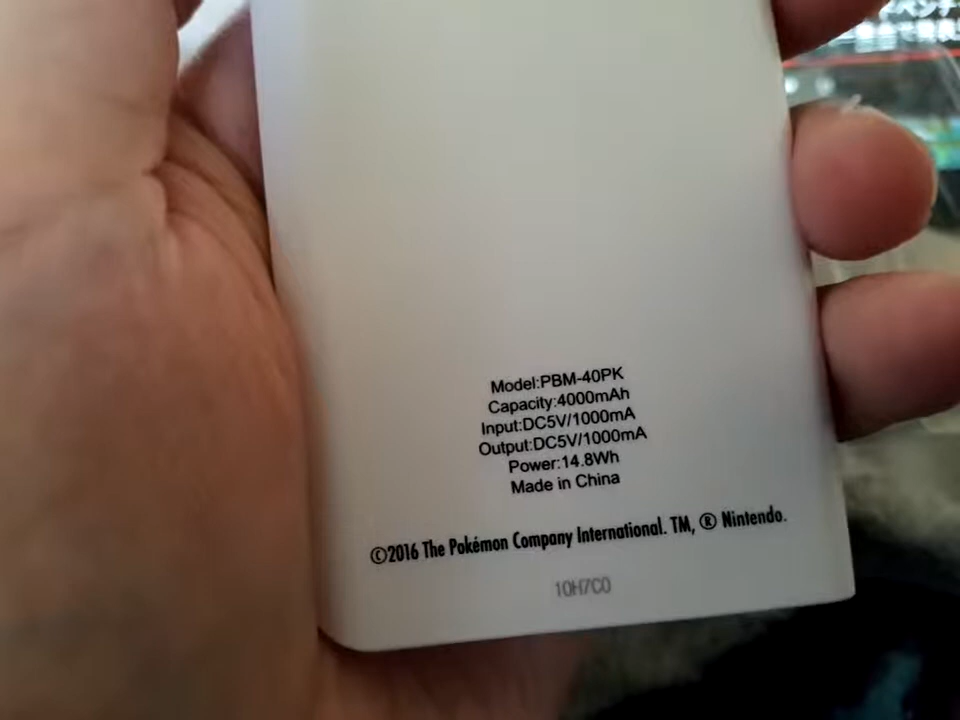 Model:PBM-40PK
Capacity:4000mAh
Input:DC5V/1000mA
Output:DC5V/1000mA
Power:14.8Wh
Made in China
©2016 The Pokémon Company International. TM, ® Nintendo.
10H7C0